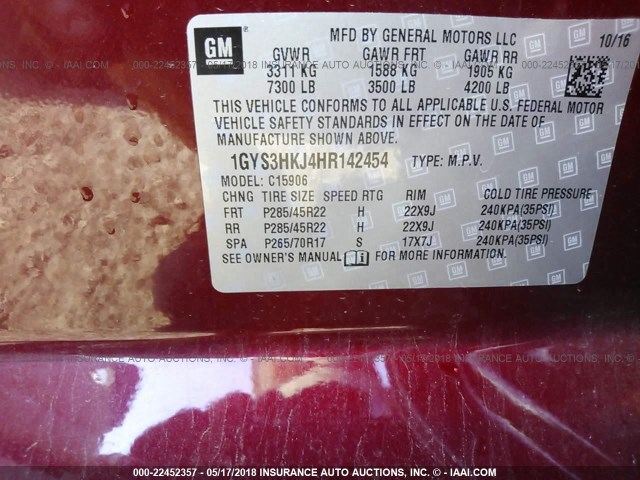 GM
MFD BY GENERAL MOTORS LLC 10/16
GVWR GAWR FRT GAWR RR
3311 KG 1588 KG 1905 KG
7300 LB 3500 LB 4200 LB
THIS VEHICLE CONFORMS TO ALL APPLICABLE U.S. FEDERAL MOTOR
VEHICLE SAFETY STANDARDS IN EFFECT ON THE DATE OF
MANUFACTURE SHOWN ABOVE.
1GYS3HKJ4HR142454 TYPE: M.P.V.
MODEL: C15906
CHNG TIRE SIZE SPEED RTG RIM COLD TIRE PRESSURE
FRT P285/45R22 H 22X9J 240KPA(35PSI)
RR P285/45R22 H 22X9J 240KPA(35PSI)
SPA P265/70R17 S 17X7J 240KPA(35PSI)
SEE OWNER'S MANUAL FOR MORE INFORMATION.
000-22452357 - 05/17/2018 INSURANCE AUTO AUCTIONS, INC. - © - IAAI.COM